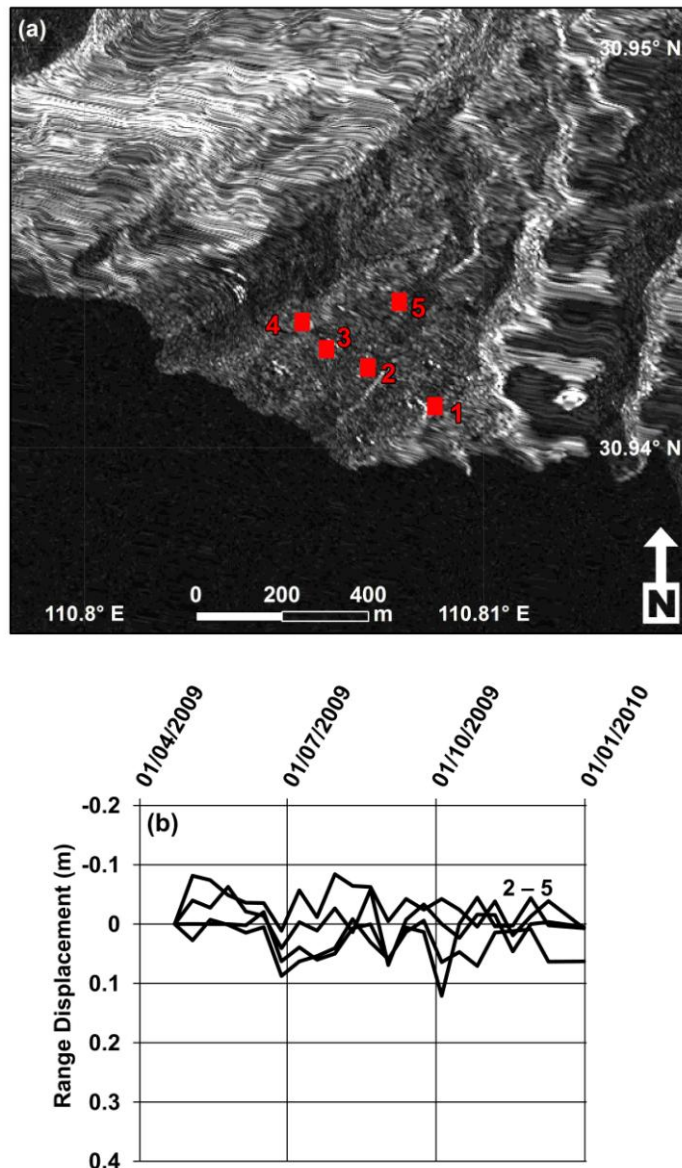 (a)
30.95° N
4
5
3
2
1
30.94° N
0 200 400
m
110.8° E
110.81° E
N
01/04/2009
01/07/2009
01/10/2009
01/01/2010
-0.2
(b)
-0.1
2 – 5
0
0.1
0.2
0.3
0.4
Range Displacement (m)